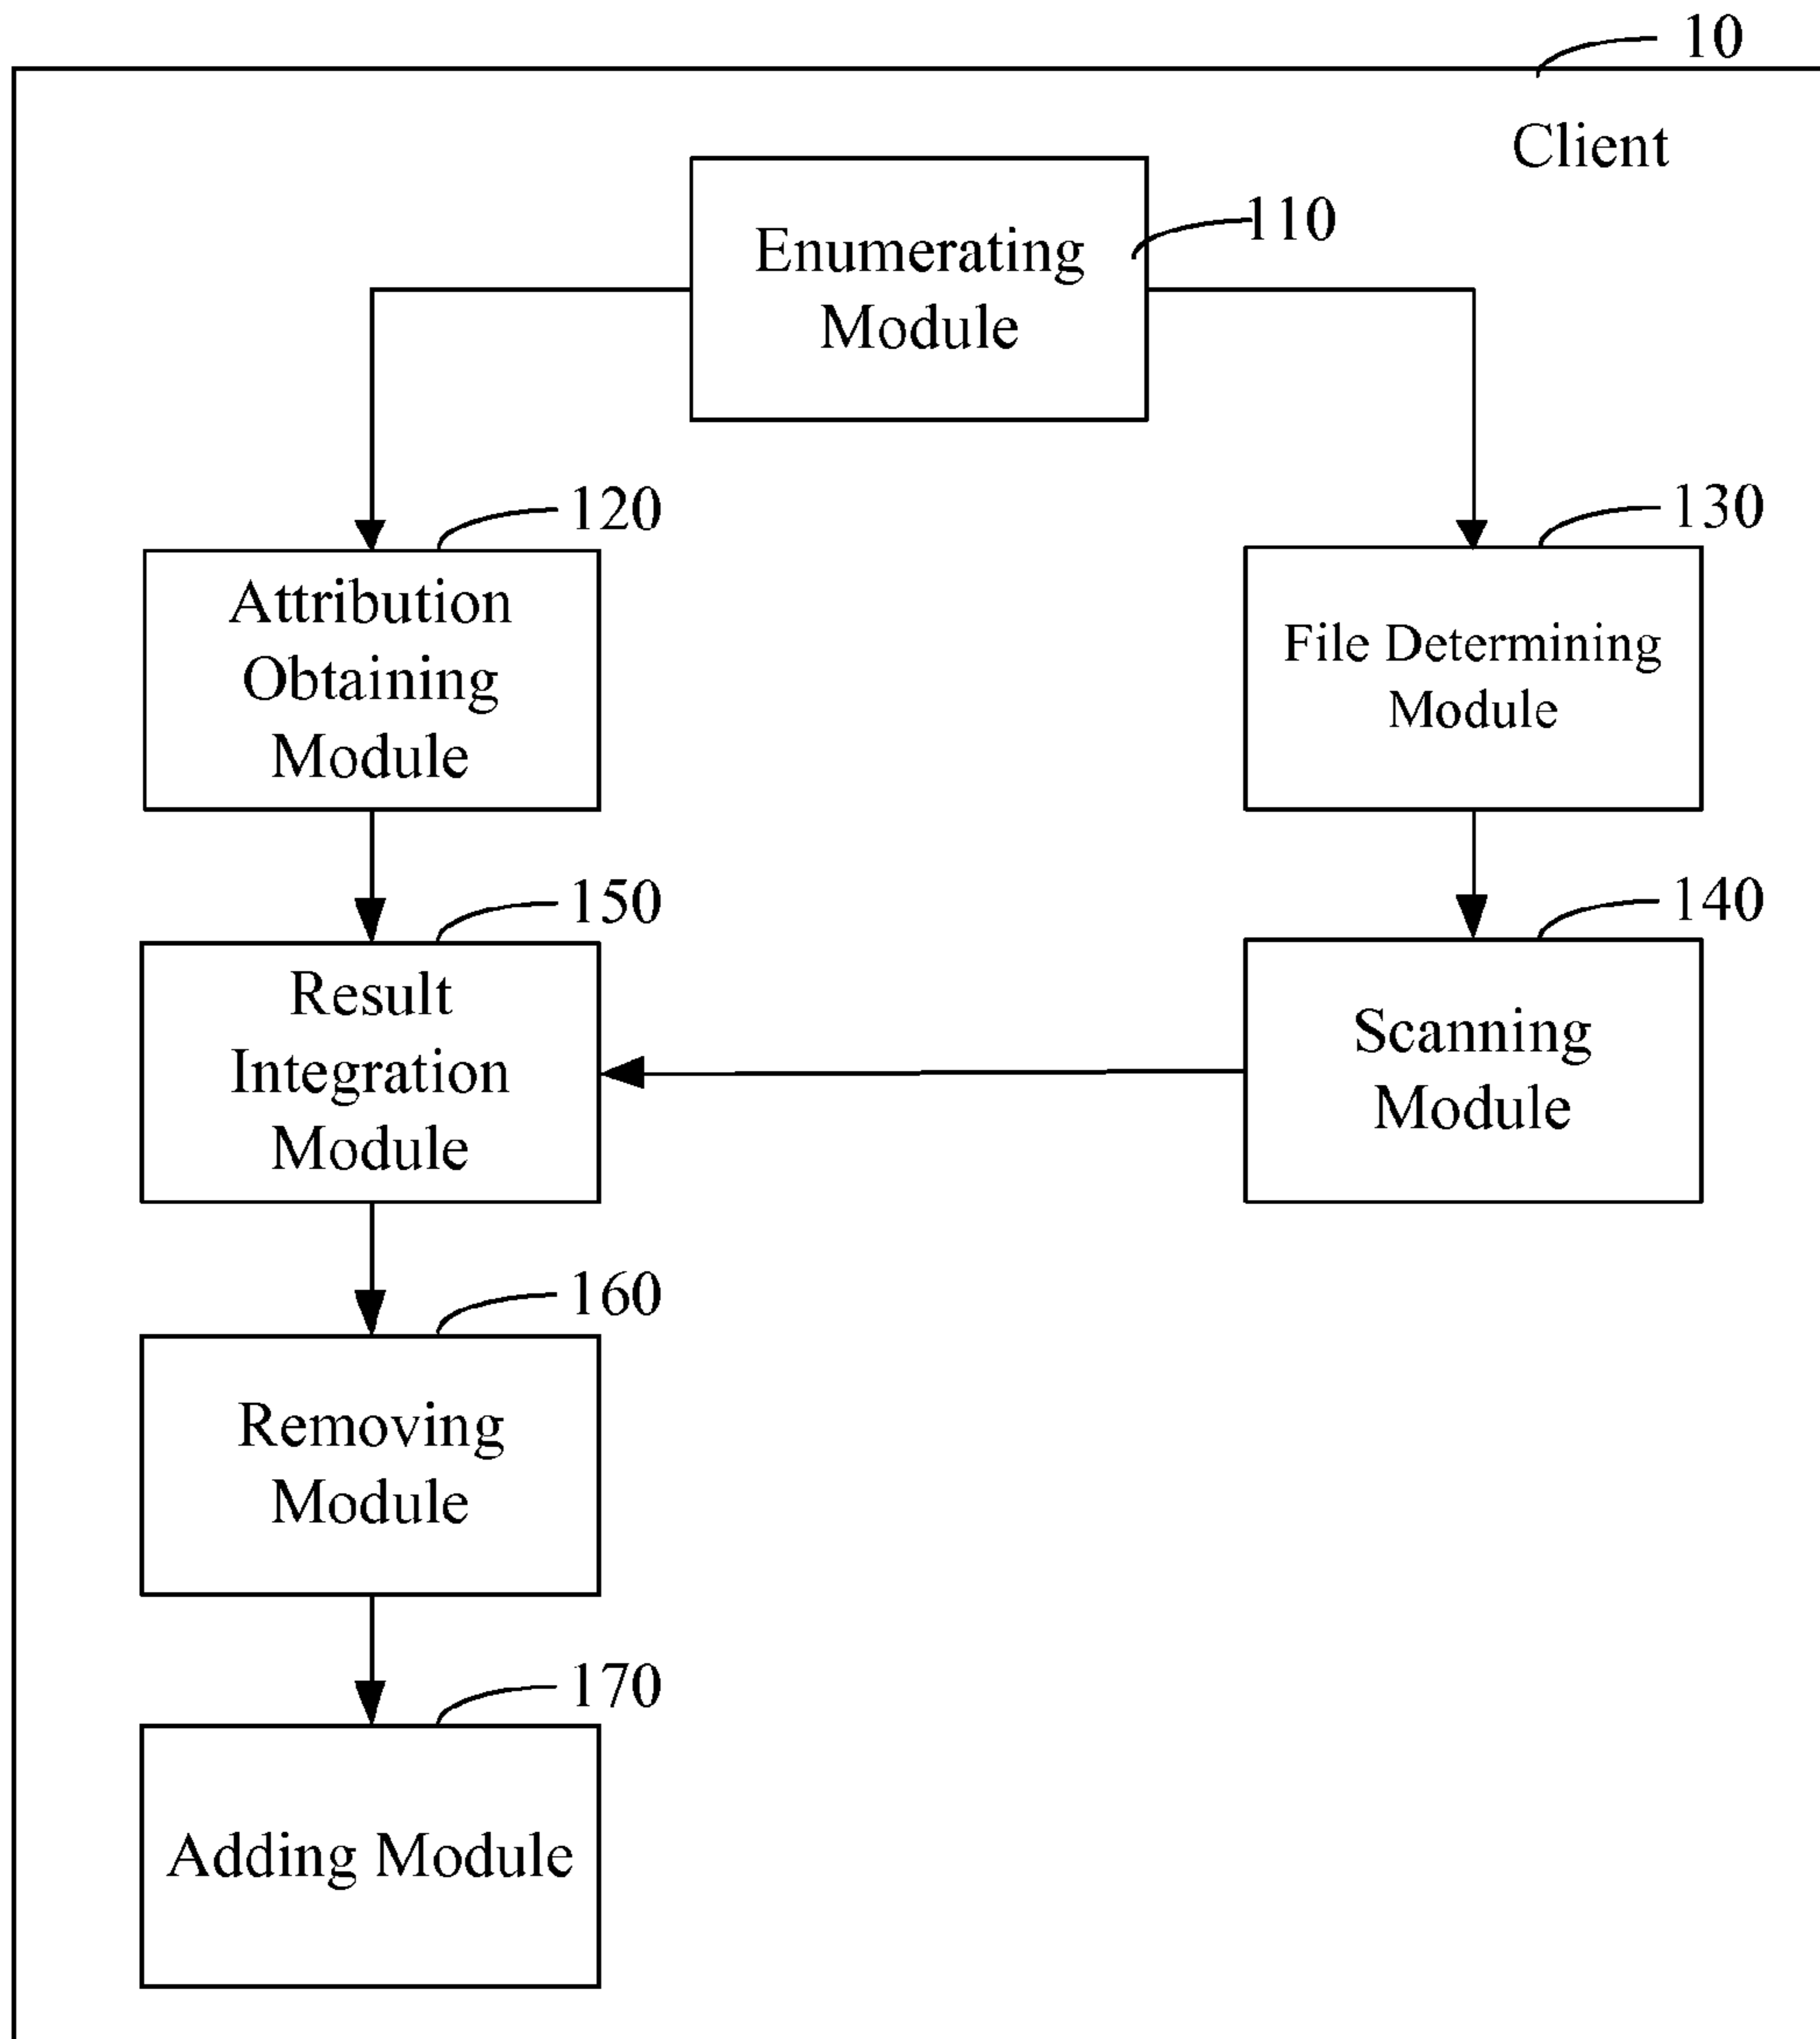 10
Client
110
Enumerating
Module
120
Attribution
Obtaining
Module
130
File Determining
Module
150
Result
Integration
Module
140
Scanning
Module
160
Removing
Module
170
Adding Module